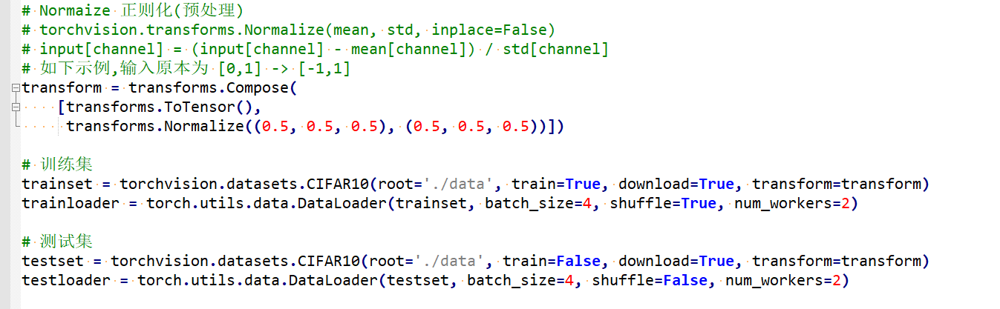 # Normaize 正则化(预处理)
# torchvision.transforms.Normalize(mean, std, inplace=False)
# input[channel] = (input[channel] - mean[channel]) / std[channel]
# 如下示例,输入原本为 [0,1] -> [-1,1]
transform = transforms.Compose(
    [transforms.ToTensor(),
     transforms.Normalize((0.5, 0.5, 0.5), (0.5, 0.5, 0.5))])
# 训练集
trainset = torchvision.datasets.CIFAR10(root='./data', train=True, download=True, transform=transform)
trainloader = torch.utils.data.DataLoader(trainset, batch_size=4, shuffle=True, num_workers=2)
# 测试集
testset = torchvision.datasets.CIFAR10(root='./data', train=False, download=True, transform=transform)
testloader = torch.utils.data.DataLoader(testset, batch_size=4, shuffle=False, num_workers=2)